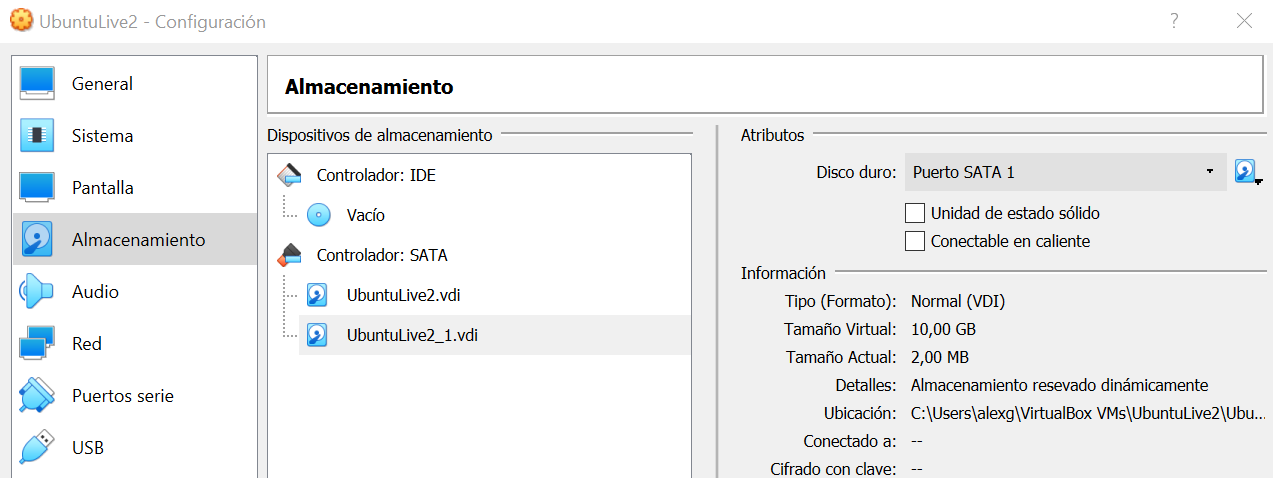 UbuntuLive2 - Configuración
?
General
Sistema
Pantalla
Almacenamiento
Audio
Red
Puertos serie
USB
Almacenamiento
Dispositivos de almacenamiento
Controlador: IDE
Vacío
Controlador: SATA
UbuntuLive2.vdi
UbuntuLive2_1.vdi
Atributos
Disco duro: Puerto SATA 1
Unidad de estado sólido
Conectable en caliente
Información
Tipo (Formato): Normal (VDI)
Tamaño Virtual: 10,00 GB
Tamaño Actual: 2,00 MB
Detalles: Almacenamiento resevado dinámicamente
Ubicación: C:\Users\alexg\VirtualBox VMs\UbuntuLive2\Ubu...
Conectado a: --
Cifrado con clave: --